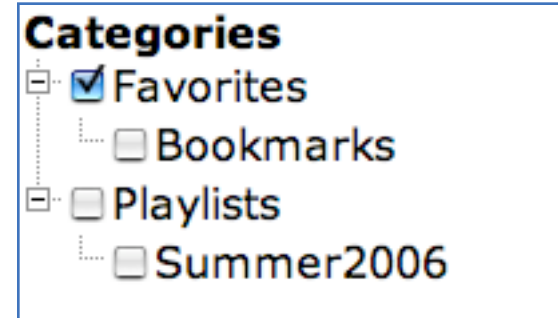 Categories
Favorites
Bookmarks
Playlists
Summer2006